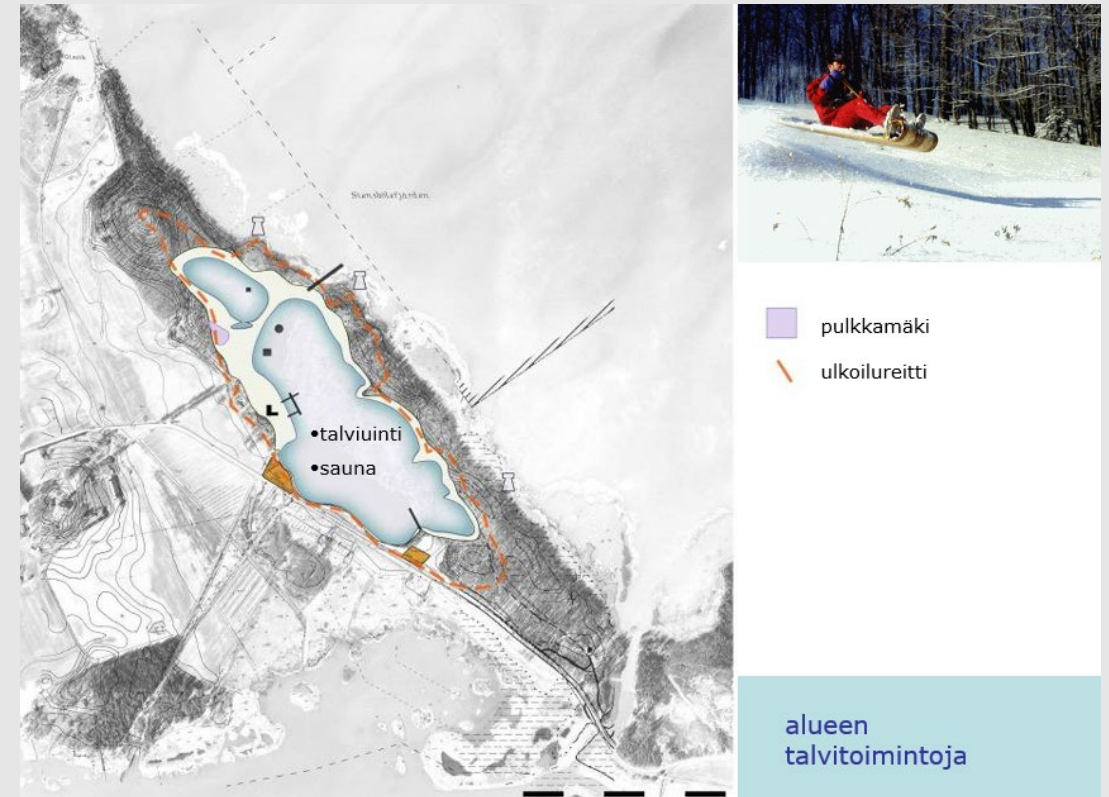 talviuinti
sauna
pulkkamäki
ulkoilureitti
alueen
talvitoimintoja